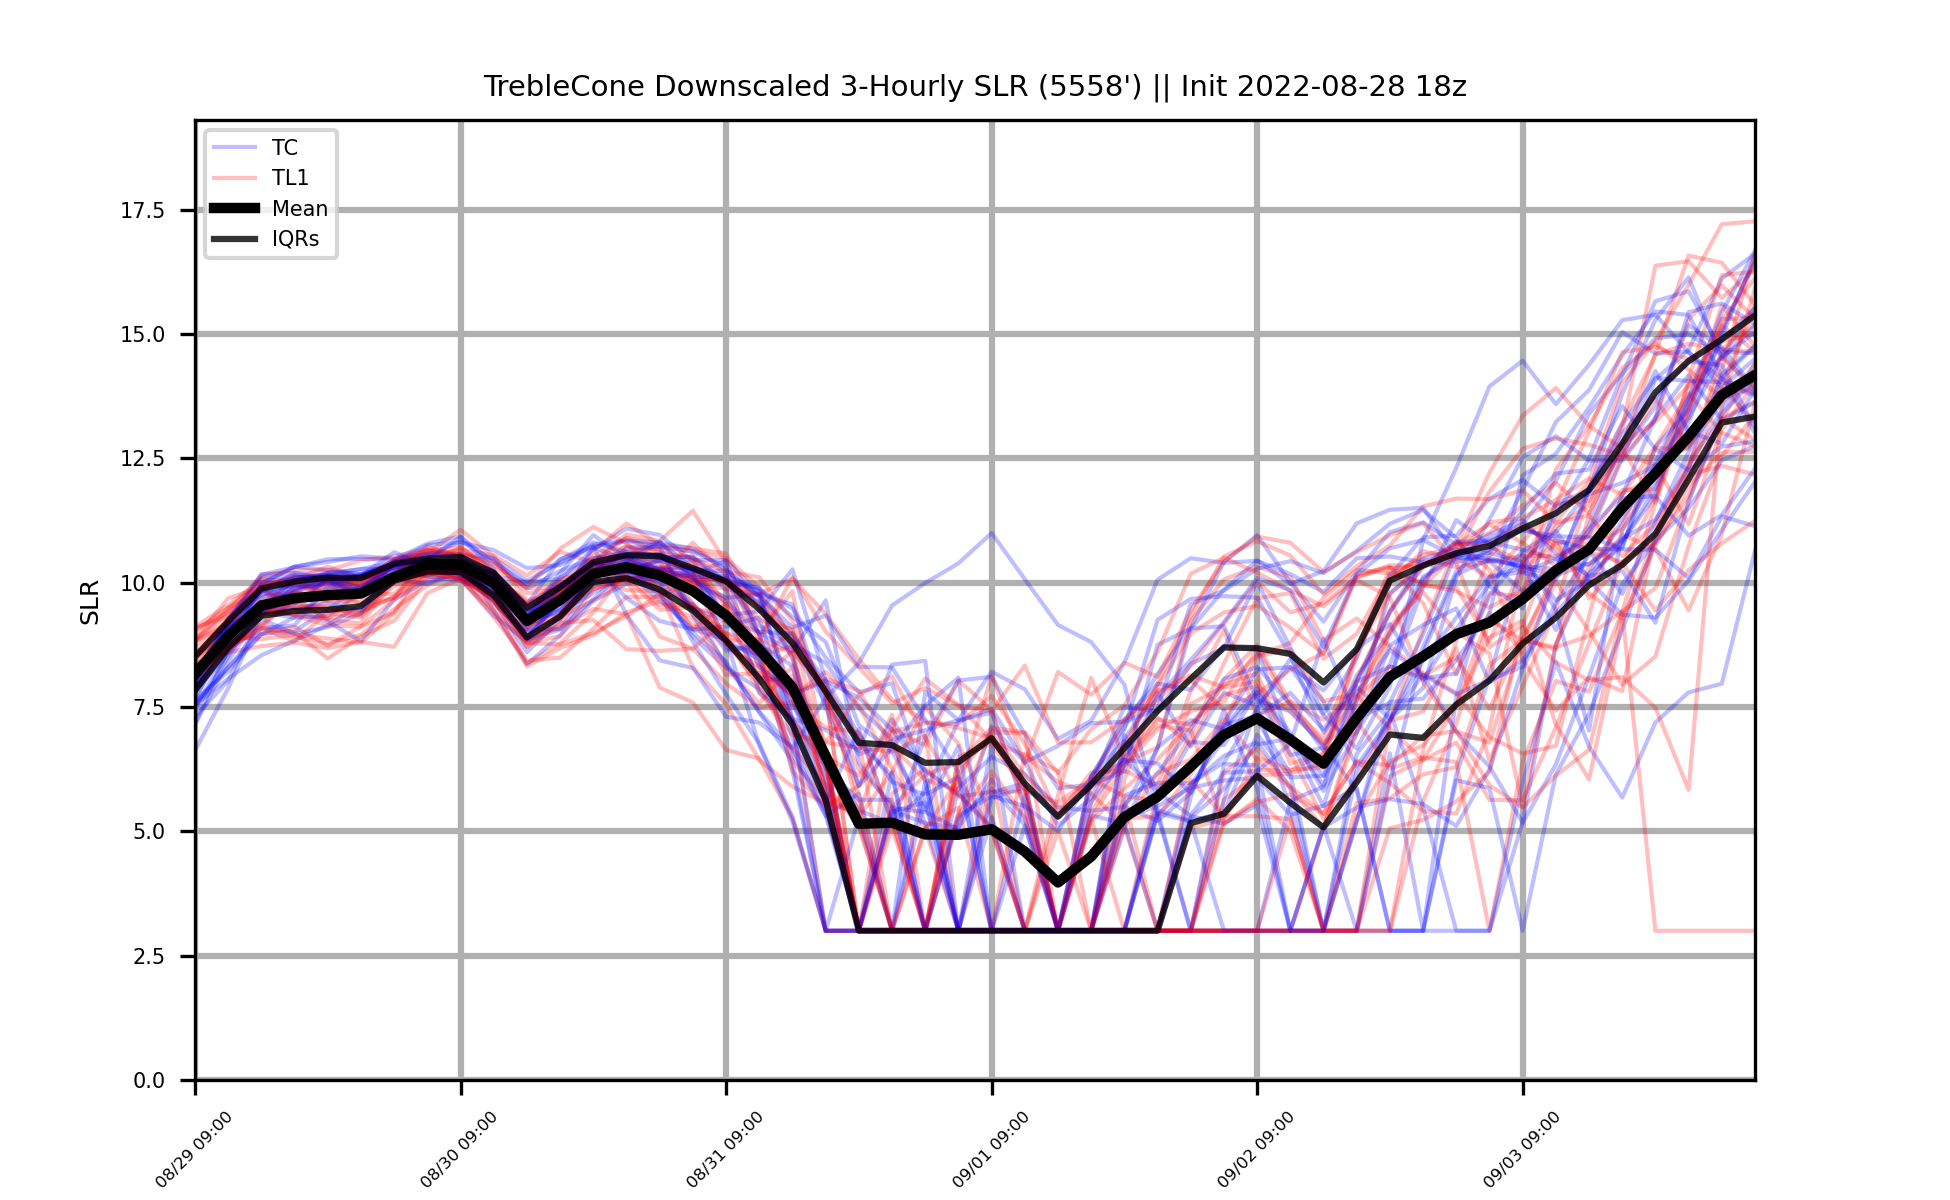 TrebleCone Downscaled 3-Hourly SLR (5558') || Init 2022-08-28 18z
TC
TL1
Mean
IQRs
17.5
15.0
12.5
10.0
7.5
5.0
2.5
0.0
SLR
08/29 09:00
08/30 09:00
08/31 09:00
09/01 09:00
09/02 09:00
09/03 09:00